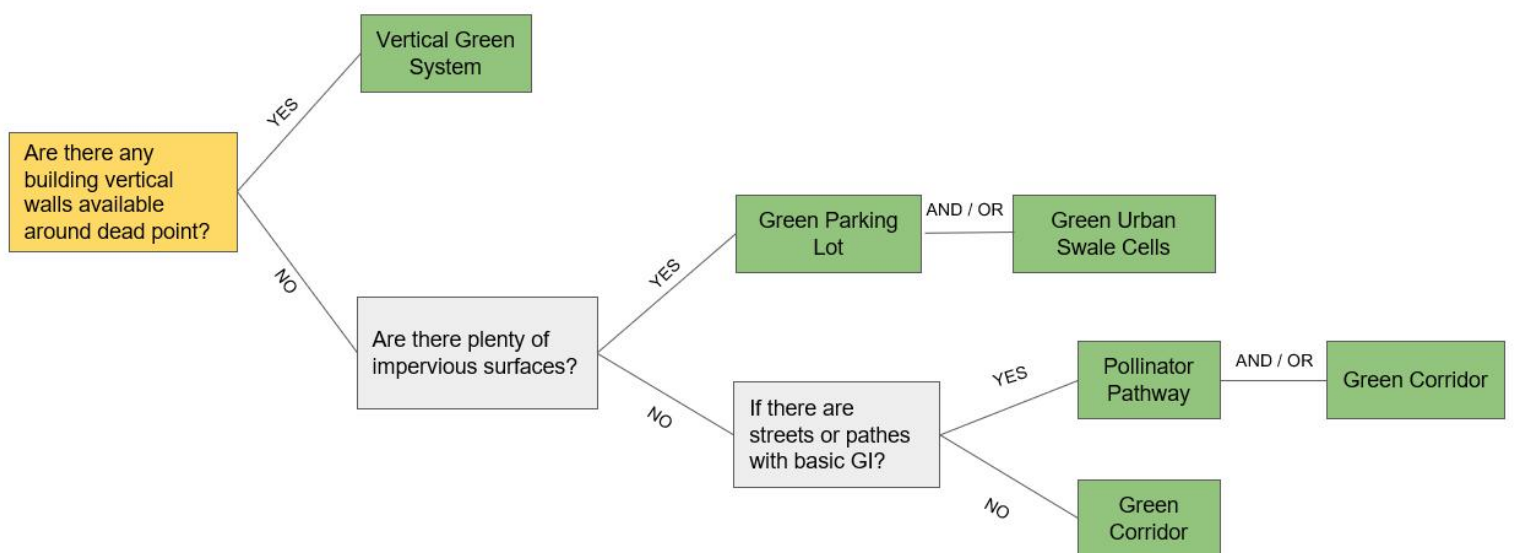 Vertical Green
System
YES
Are there any
building vertical
walls available
around dead point?
NO
Green Parking
Lot
AND / OR
Green Urban
Swale Cells
YES
Are there plenty of
impervious surfaces?
NO
Pollinator
Pathway
AND / OR
Green Corridor
YES
If there are
streets or pathes
with basic GI?
NO
Green
Corridor